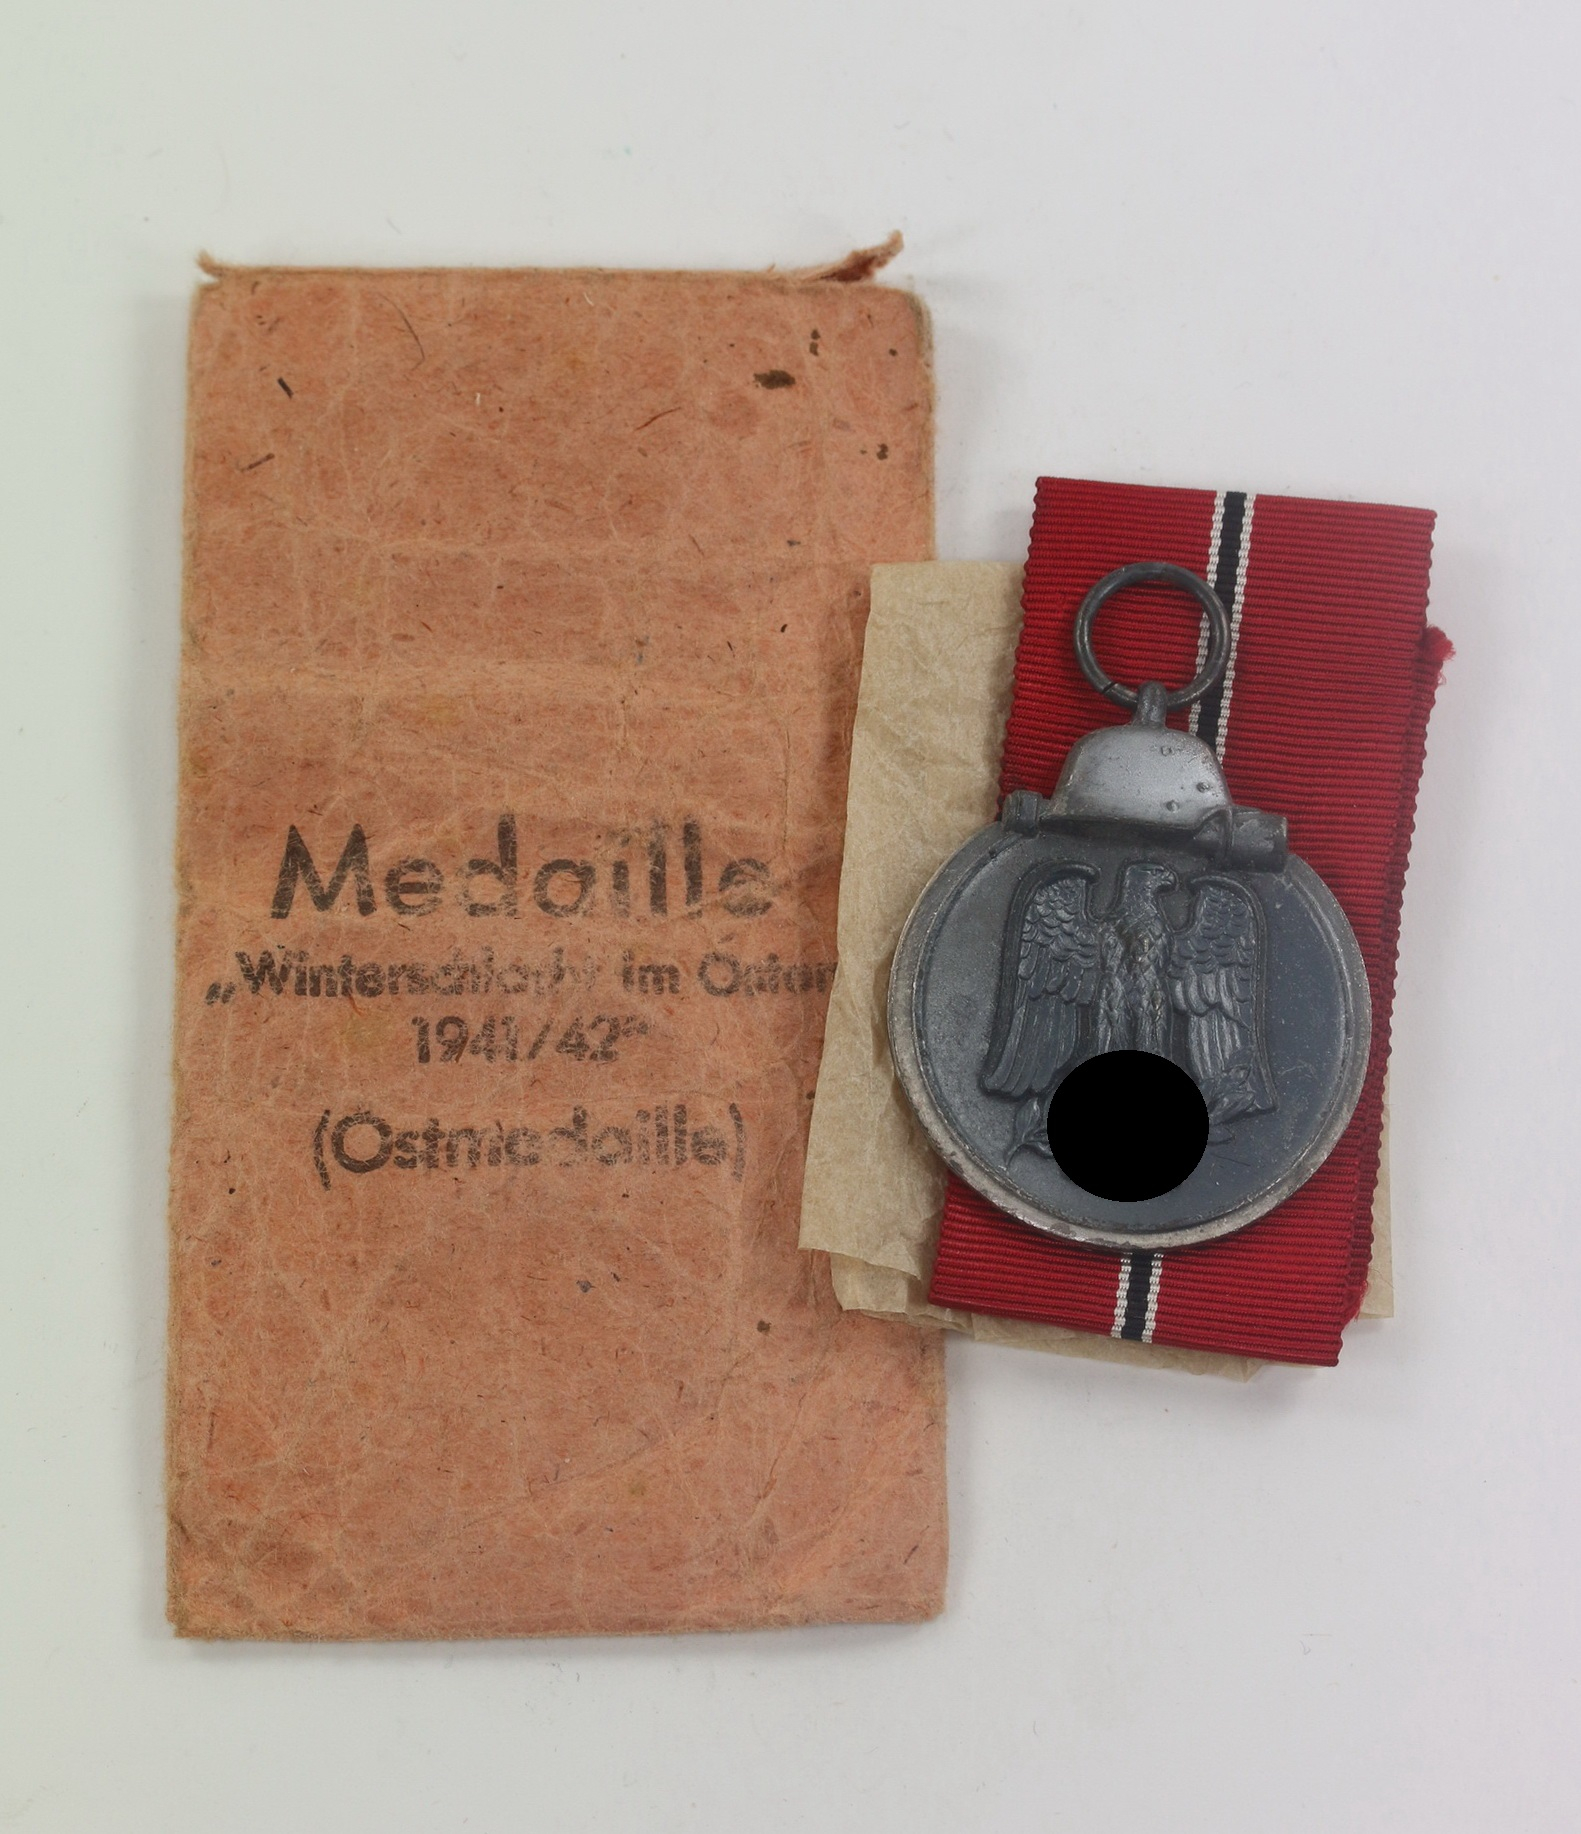 Medaille
„Winterschlacht im Osten
1941/42“
(Ostmedaille)